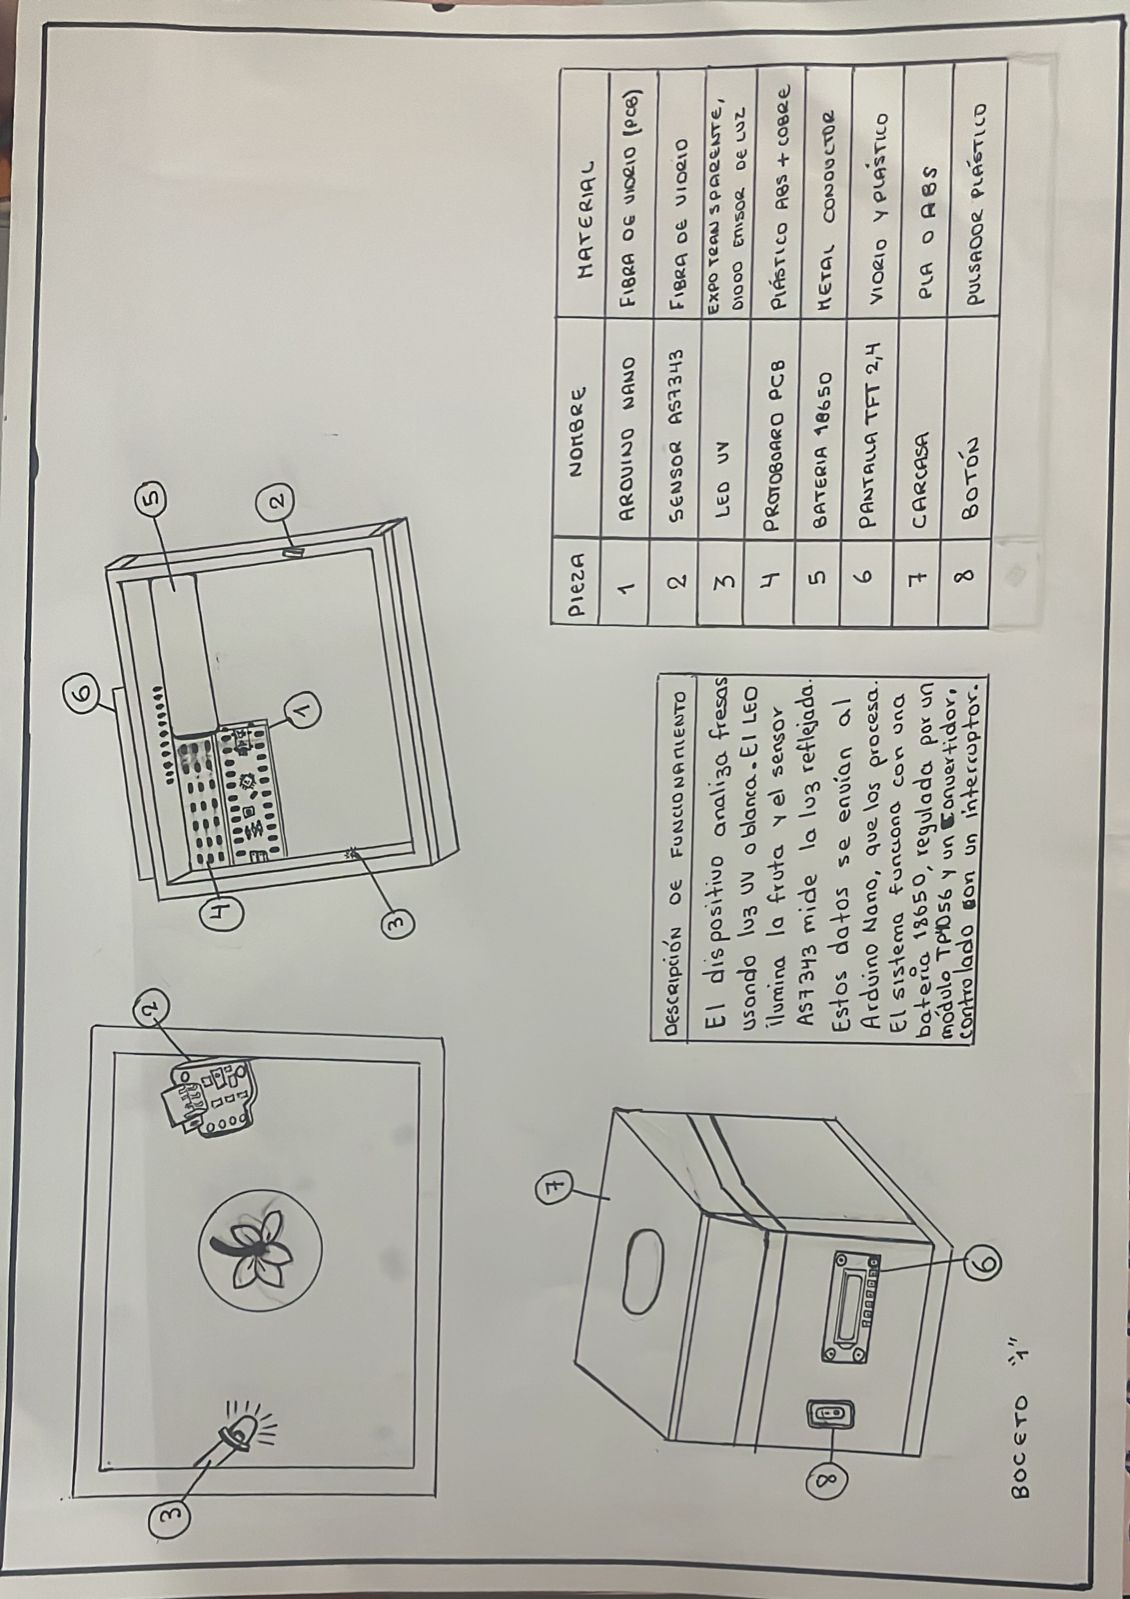 2
3
6
5
2
1
4
3
7
6
8
BOCETO "1"
DESCRIPCIÓN DE FUNCIONAMIENTO
El dispositivo analiza fresas
usando luz UV o blanca. El LED
ilumina la fruta y el sensor
AS7343 mide la luz reflejada.
Estos datos se envían al
Arduino Nano, que los procesa.
El sistema funciona con una
batería 18650, regulada por un
módulo TP4056 y un convertidor,
controlado con un interruptor.
PIEZA NOMBRE MATERIAL
1 ARDUINO NANO FIBRA DE VIDRIO (PCB)
2 SENSOR AS7343 FIBRA DE VIDRIO
3 LED UV EXPO TRANSPARENTE,
DIODO EMISOR DE LUZ
4 PROTOBOARD PCB PLÁSTICO ABS + COBRE
5 BATERIA 18650 METAL CONDUCTOR
6 PANTALLA TFT 2,4 VIDRIO Y PLÁSTICO
7 CARCASA PLA O ABS
8 BOTÓN PULSADOR PLÁSTICO